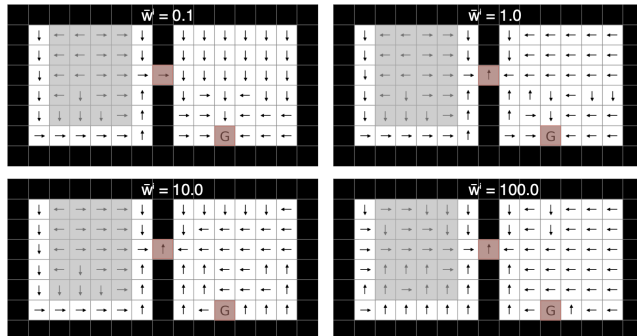 w̄ⁱ = 0.1
w̄ⁱ = 1.0
G
G
w̄ⁱ = 10.0
w̄ⁱ = 100.0
G
G